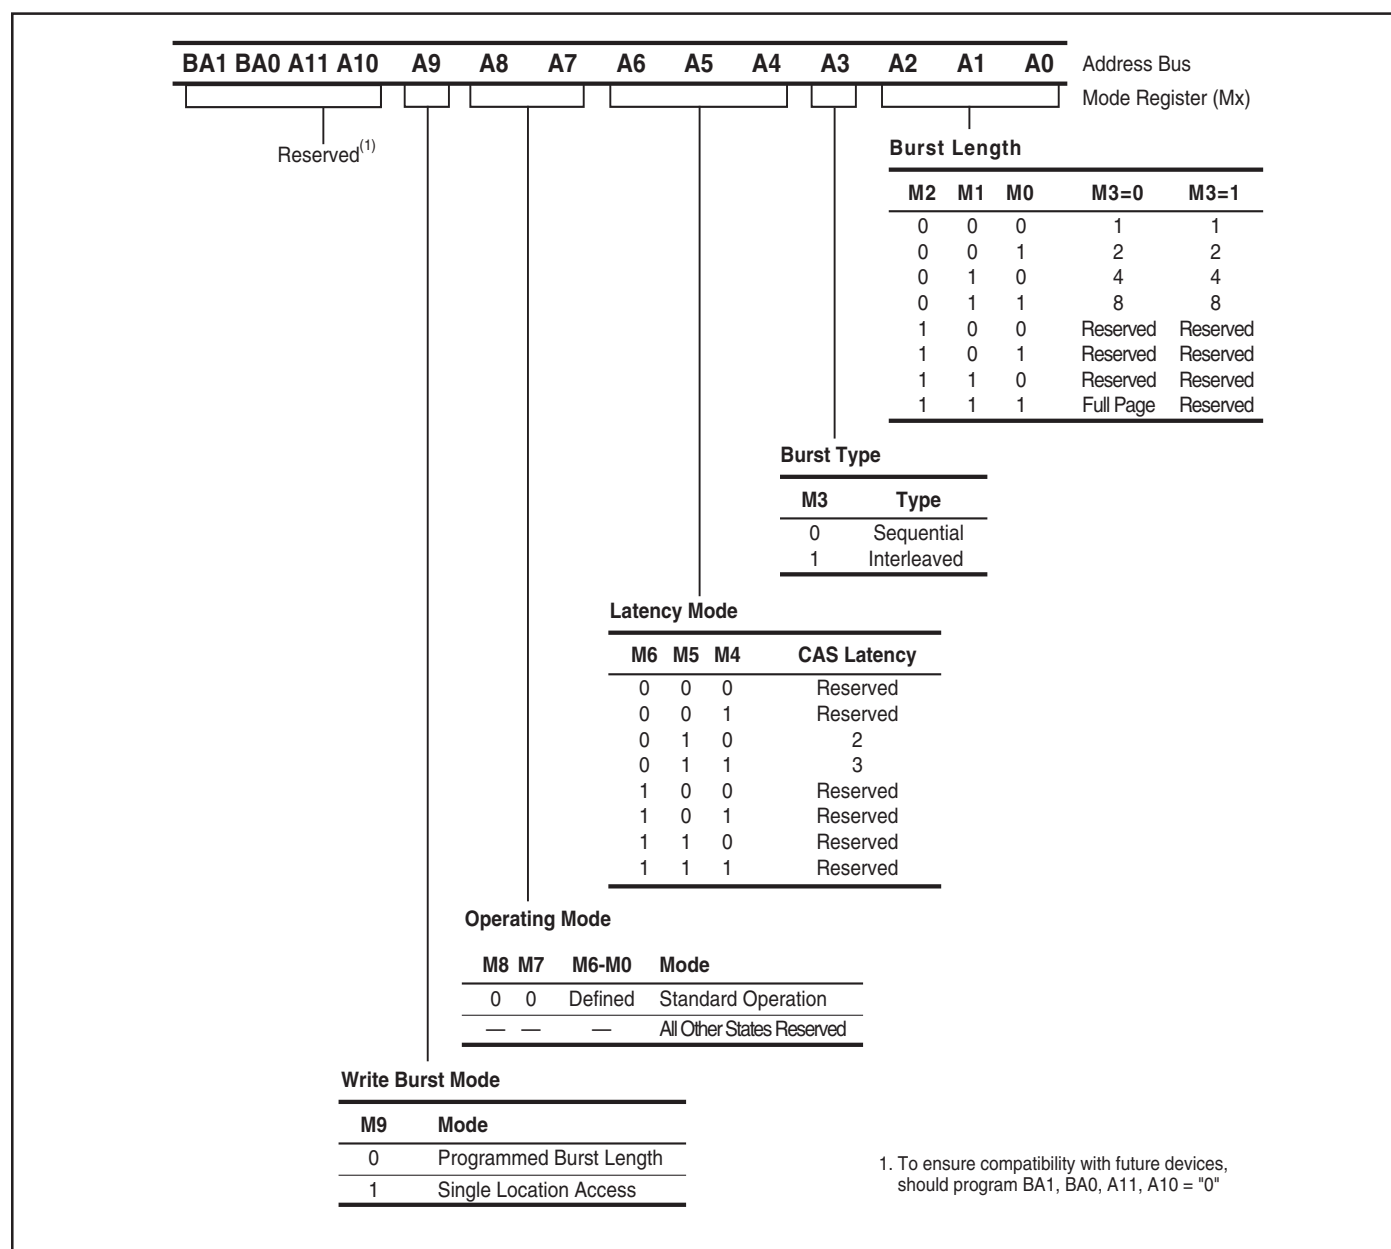 BA1 BA0 A11 A10 A9 A8 A7 A6 A5 A4 A3 A2 A1 A0 Address Bus
Mode Register (Mx)
Reserved(1)
Burst Length
M2 M1 M0 M3=0 M3=1
0 0 0 1 1
0 0 1 2 2
0 1 0 4 4
0 1 1 8 8
1 0 0 Reserved Reserved
1 0 1 Reserved Reserved
1 1 0 Reserved Reserved
1 1 1 Full Page Reserved
Burst Type
M3 Type
0 Sequential
1 Interleaved
Latency Mode
M6 M5 M4 CAS Latency
0 0 0 Reserved
0 0 1 Reserved
0 1 0 2
0 1 1 3
1 0 0 Reserved
1 0 1 Reserved
1 1 0 Reserved
1 1 1 Reserved
Operating Mode
M8 M7 M6-M0 Mode
0 0 Defined Standard Operation
— — — All Other States Reserved
Write Burst Mode
M9 Mode
0 Programmed Burst Length
1 Single Location Access
1. To ensure compatibility with future devices,
should program BA1, BA0, A11, A10 = "0"